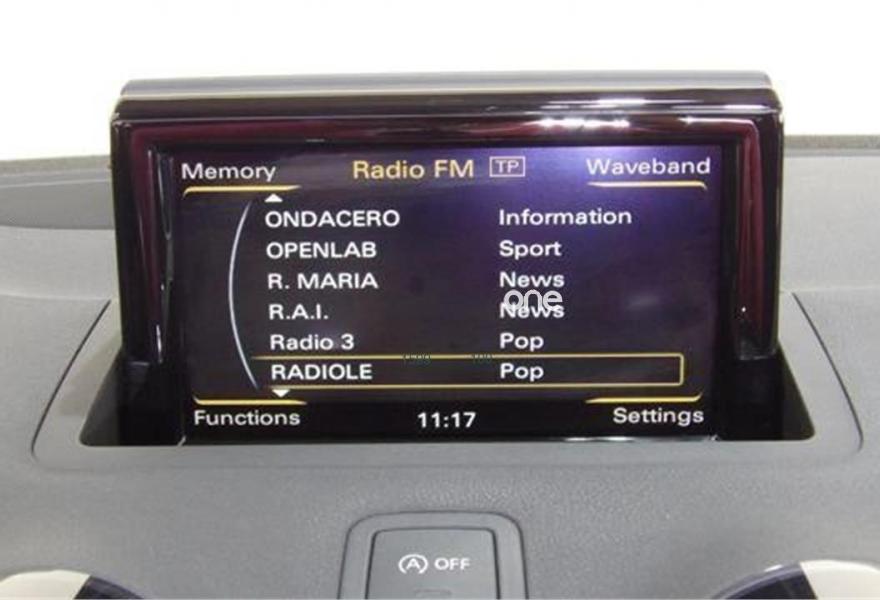 Memory Radio FM TP Waveband
ONDACERO Information
OPENLAB Sport
R. MARIA News
R.A.I. News
one
Radio 3 Pop
RADIOLE Pop
Functions 11:17 Settings
A OFF